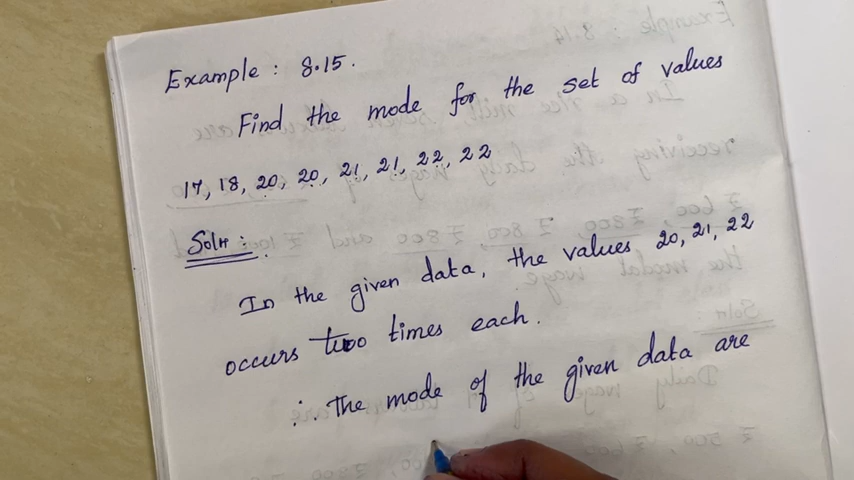 Example : 8.15.
Find the mode for the set of values
17, 18, 20, 20, 21, 21, 22, 22
Soln :
In the given data, the values 20, 21, 22
occurs two times each.
∴ The mode of the given data are